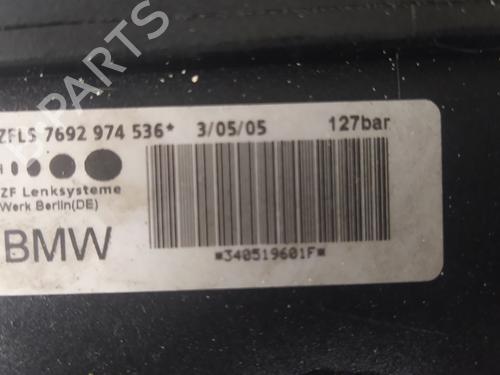 PARTS
ZFLS 7692 974 536* 3/05/05 127bar
ZF Lenksysteme
Werk Berlin(DE)
BMW
*340519601F*